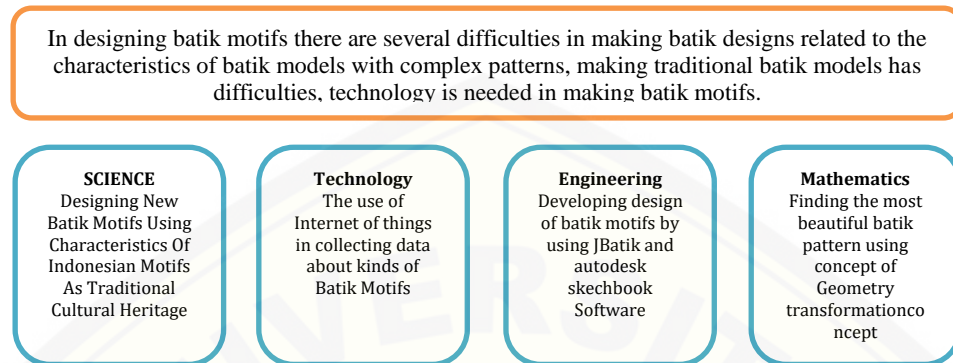 In designing batik motifs there are several difficulties in making batik designs related to the
characteristics of batik models with complex patterns, making traditional batik models has
difficulties, technology is needed in making batik motifs.
SCIENCE
Designing New
Batik Motifs Using
Characteristics Of
Indonesian Motifs
As Traditional
Cultural Heritage
Technology
The use of
Internet of things
in collecting data
about kinds of
Batik Motifs
Engineering
Developing design
of batik motifs by
using JBatik and
autodesk
skechbook
Software
Mathematics
Finding the most
beautiful batik
pattern using
concept of
Geometry
transformationco
ncept